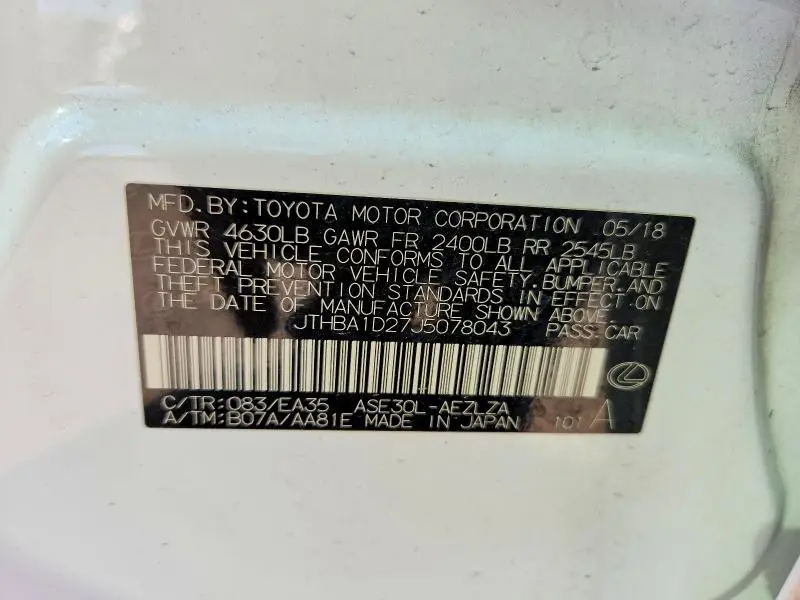 MFD. BY: TOYOTA MOTOR CORPORATION 05/18
GVWR 4630LB GAWR FR 2400LB RR 2545LB
THIS VEHICLE CONFORMS TO ALL APPLICABLE
FEDERAL MOTOR VEHICLE SAFETY, BUMPER, AND
THEFT PREVENTION STANDARDS IN EFFECT ON
THE DATE OF MANUFACTURE SHOWN ABOVE.
JTHBA1D27J5078043 PASS.CAR
C/TR:083/EA35 ASE30L-AEZLZA
A/TM:B07A/AA81E MADE IN JAPAN 101 A